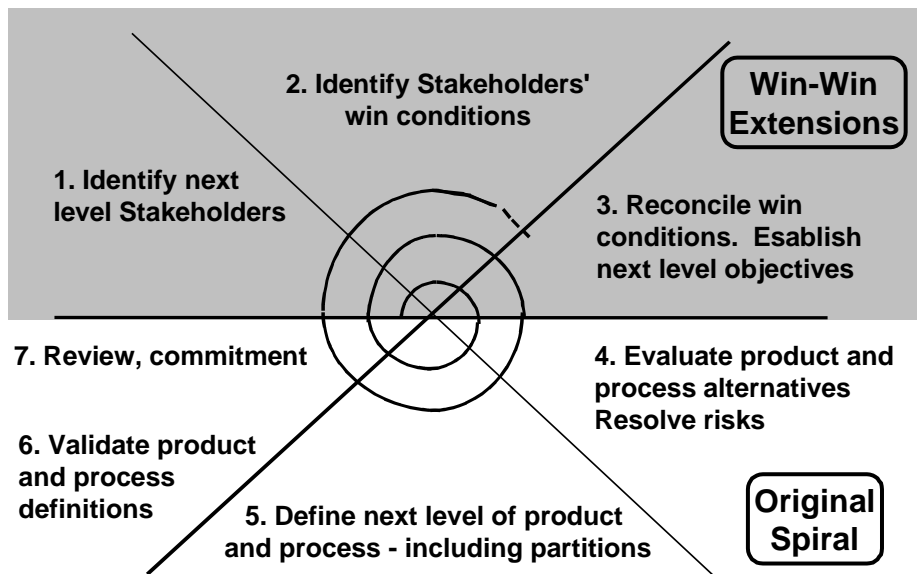 2. Identify Stakeholders'
win conditions
Win-Win
Extensions
1. Identify next
level Stakeholders
3. Reconcile win
conditions.  Esablish
next level objectives
7. Review, commitment
4. Evaluate product and
process alternatives
Resolve risks
6. Validate product
and process
definitions
5. Define next level of product
and process - including partitions
Original
Spiral